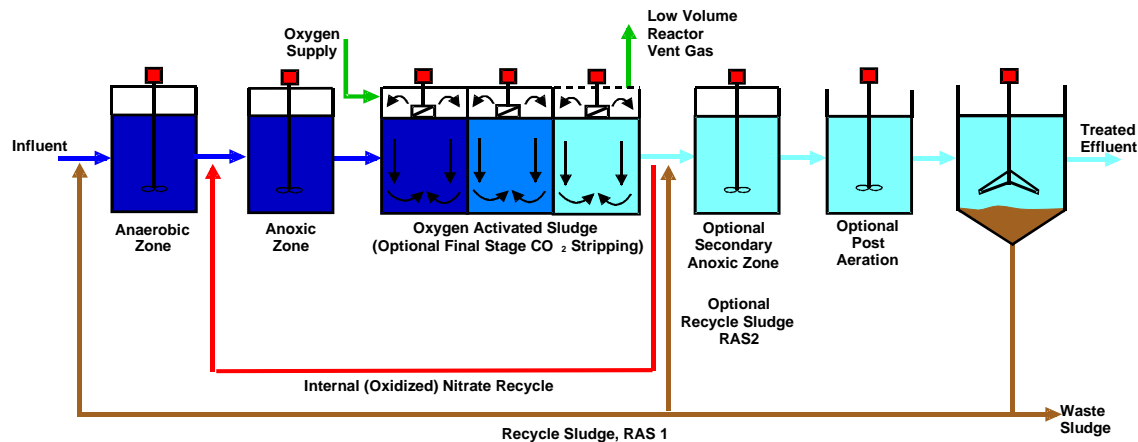 Oxygen
Supply
Low Volume
Reactor
Vent Gas
Influent
Treated
Effluent
Anaerobic
Zone
Anoxic
Zone
Oxygen Activated Sludge
(Optional Final Stage CO 2 Stripping)
Optional
Secondary
Anoxic Zone
Optional
Post
Aeration
Optional
Recycle Sludge
RAS2
Internal (Oxidized) Nitrate Recycle
Waste
Sludge
Recycle Sludge, RAS 1